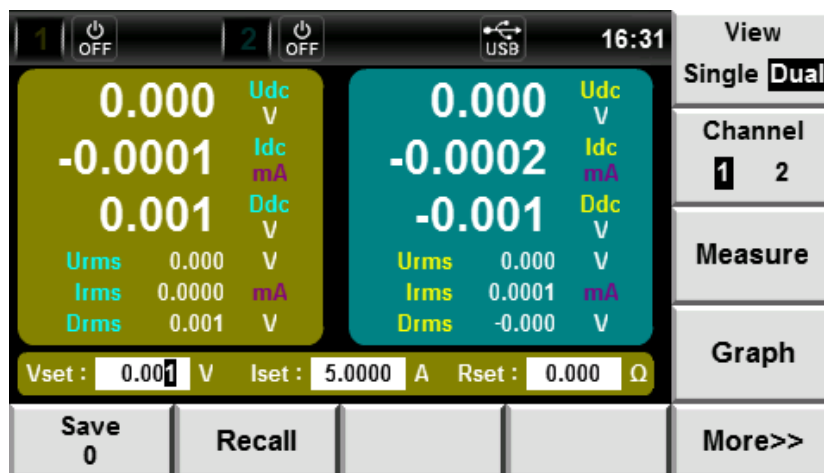 1 OFF 2 OFF USB 16:31
0.000 Udc V
-0.0001 Idc mA
0.001 Ddc V
Urms 0.000 V
Irms 0.0000 mA
Drms 0.001 V
0.000 Udc V
-0.0002 Idc mA
-0.001 Ddc V
Urms 0.000 V
Irms 0.0001 mA
Drms -0.000 V
Vset : 0.001 V Iset : 5.0000 A Rset : 0.000 Ω
View
Single Dual
Channel
1 2
Measure
Graph
More>>
Save
0
Recall